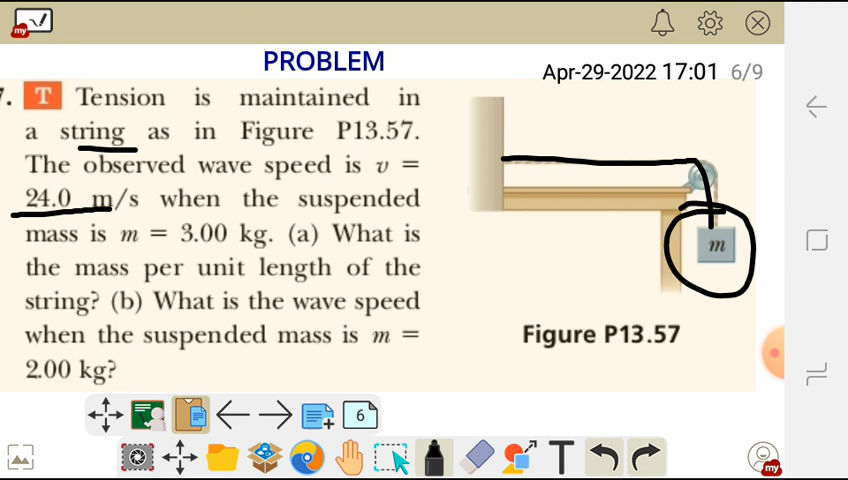 my
PROBLEM
Apr-29-2022 17:01 6/9
7. T Tension is maintained in
a string as in Figure P13.57.
The observed wave speed is v =
24.0 m/s when the suspended
mass is m = 3.00 kg. (a) What is
the mass per unit length of the
string? (b) What is the wave speed
when the suspended mass is m =
2.00 kg?
m
Figure P13.57
6
T
my